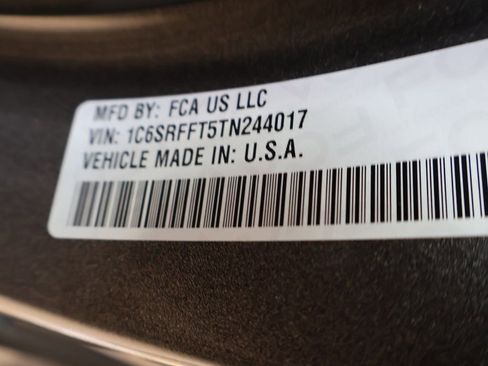 MFD BY: FCA US LLC
VIN: 1C6SRFFT5TN244017
VEHICLE MADE IN: U.S.A.